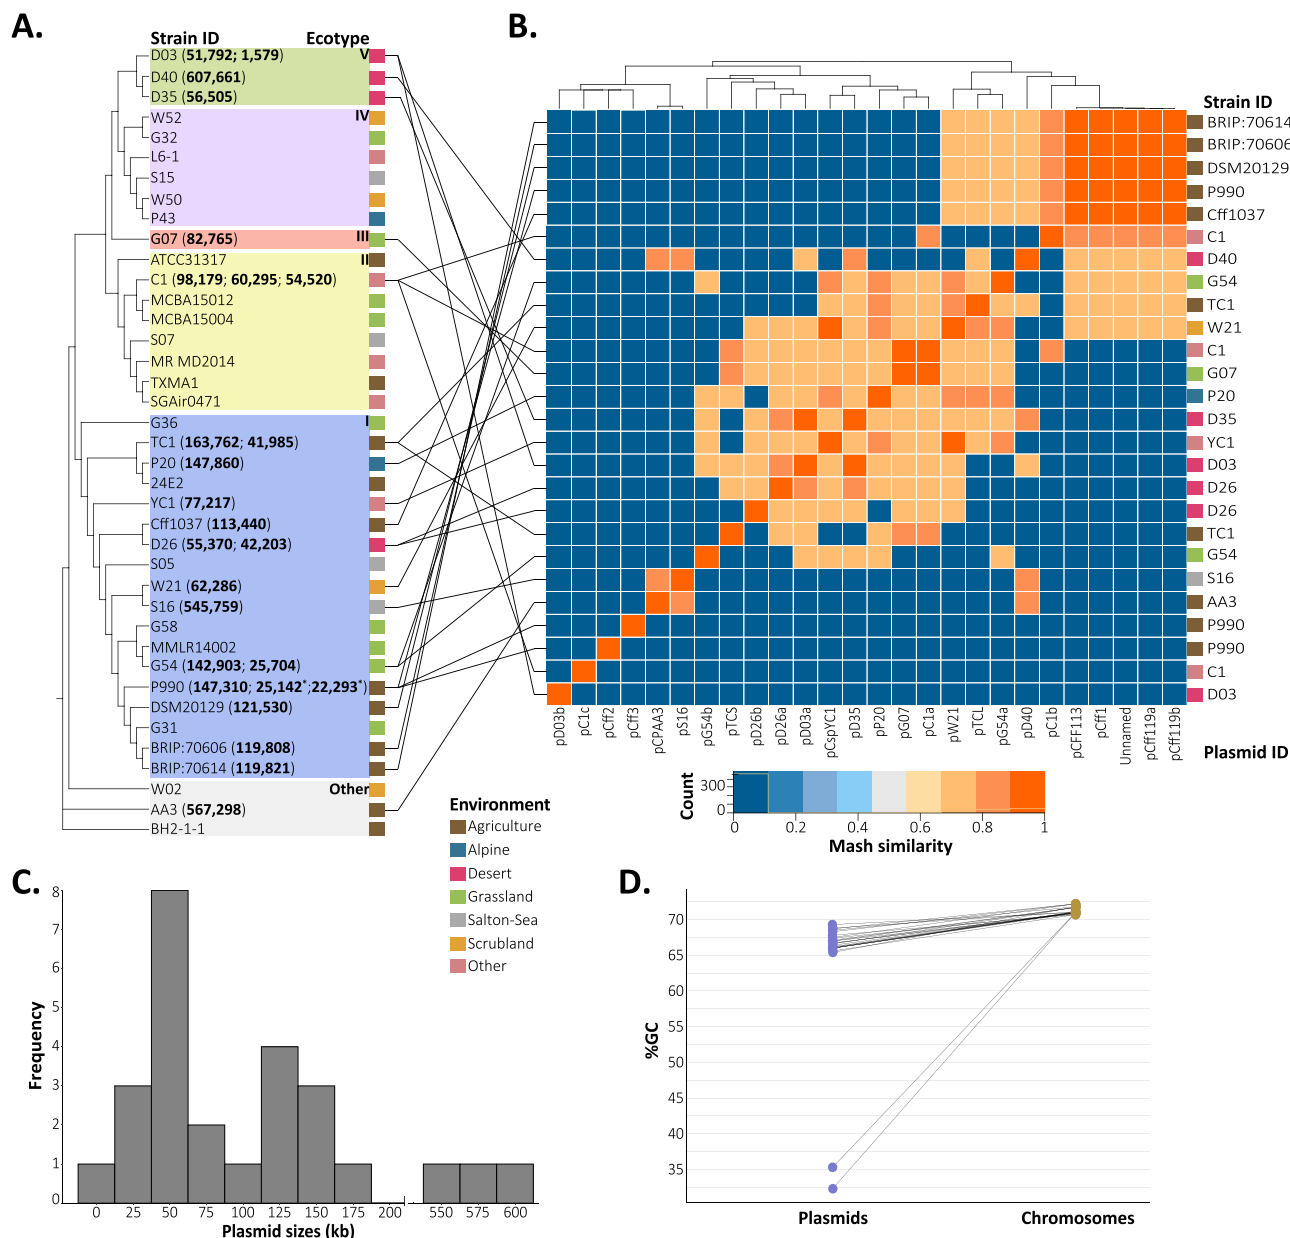 A.
Strain ID Ecotype
D03 (51,792; 1,579) V
D40 (607,661)
D35 (56,505)
W52 IV
G32
L6-1
S15
W50
P43
G07 (82,765) III
ATCC31317 II
C1 (98,179; 60,295; 54,520)
MCBA15012
MCBA15004
S07
MR MD2014
TXMA1
SGAir0471
G36 I
TC1 (163,762; 41,985)
P20 (147,860)
24E2
YC1 (77,217)
Cff1037 (113,440)
D26 (55,370; 42,203)
S05
W21 (62,286)
S16 (545,759)
G58
MMLR14002
G54 (142,903; 25,704)
P990 (147,310; 25,142*;22,293*)
DSM20129 (121,530)
G31
BRIP:70606 (119,808)
BRIP:70614 (119,821)
W02 Other
AA3 (567,298)
BH2-1-1
Environment
Agriculture
Alpine
Desert
Grassland
Salton-Sea
Scrubland
Other
B.
Strain ID
BRIP:70614
BRIP:70606
DSM20129
P990
Cff1037
C1
D40
G54
TC1
W21
C1
G07
P20
D35
YC1
D03
D26
D26
TC1
G54
S16
AA3
P990
P990
C1
D03
pD03b
pC1c
pCff2
pCff3
pCPAA3
pS16
pG54b
pTCS
pD26b
pD26a
pD03a
pCspYC1
pD35
pP20
pG07
pC1a
pW21
pTCL
pG54a
pD40
pC1b
pCFF113
pCff1
Unnamed
pCff119a
pCff119b
Plasmid ID
Count
300
0
0 0.2 0.4 0.6 0.8 1
Mash similarity
C.
Frequency
8
7
6
5
4
3
2
1
0
0 25 50 75 100 125 150 175 200 550 575 600
Plasmid sizes (kb)
D.
%GC
70
65
60
55
50
45
40
35
Plasmids Chromosomes